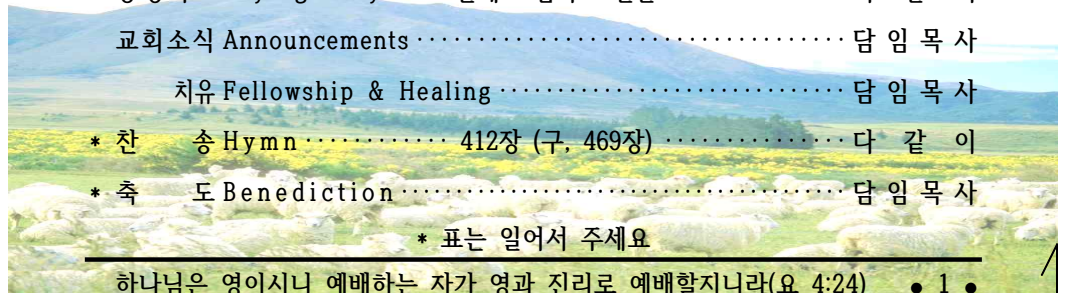 교회소식 Announcements ··································· 담 임 목 사
치유 Fellowship & Healing ···························· 담 임 목 사
* 찬 송 Hymn ············ 412장 (구, 469장) ··············· 다 같 이
* 축 도 Benediction ···································· 담 임 목 사
* 표는 일어서 주세요
하나님은 영이시니 예배하는 자가 영과 진리로 예배할지니라(요 4:24) ● 1 ●